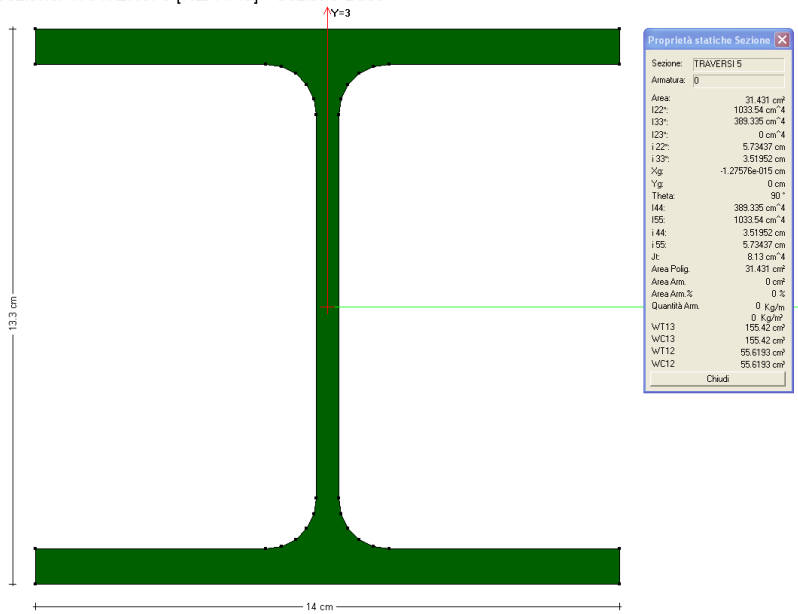 Y=3
13.3 cm
14 cm
Proprietà statiche Sezione
Sezione: TRAVERSI 5
Armatura: 0
Area: 31.431 cm²
I22*: 1033.54 cm^4
I33*: 389.335 cm^4
I23*: 0 cm^4
i 22*: 5.73437 cm
i 33*: 3.51952 cm
Xg: -1.27576e-015 cm
Yg: 0 cm
Theta: 90 °
I44: 389.335 cm^4
I55: 1033.54 cm^4
i 44: 3.51952 cm
i 55: 5.73437 cm
Jt: 8.13 cm^4
Area Polig. 31.431 cm²
Area Arm. 0 cm²
Area Arm.% 0 %
Quantità Arm. 0 Kg/m
0 Kg/m³
WT13 155.42 cm³
WC13 155.42 cm³
WT12 55.6193 cm³
WC12 55.6193 cm³
Chiudi